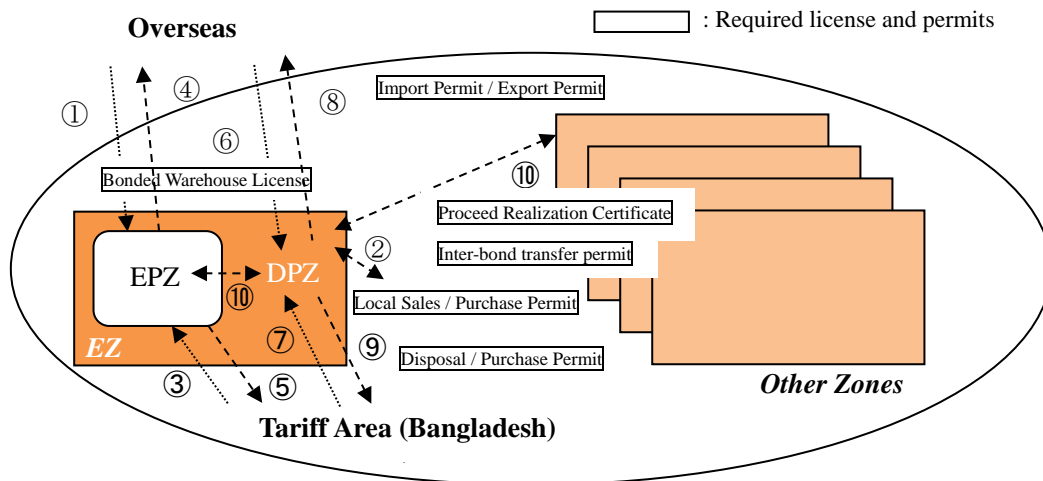 : Required license and permits
Overseas
④
①
⑧
Import Permit / Export Permit
⑥
⑩
Bonded Warehouse License
Proceed Realization Certificate
②
Inter-bond transfer permit
EPZ
DPZ
⑩
Local Sales / Purchase Permit
⑦
⑨
EZ
Disposal / Purchase Permit
③
⑤
Other Zones
Tariff Area (Bangladesh)